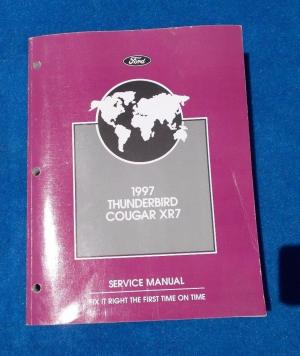 Ford
1997
THUNDERBIRD
COUGAR XR7
SERVICE MANUAL
FIX IT RIGHT THE FIRST TIME ON TIME